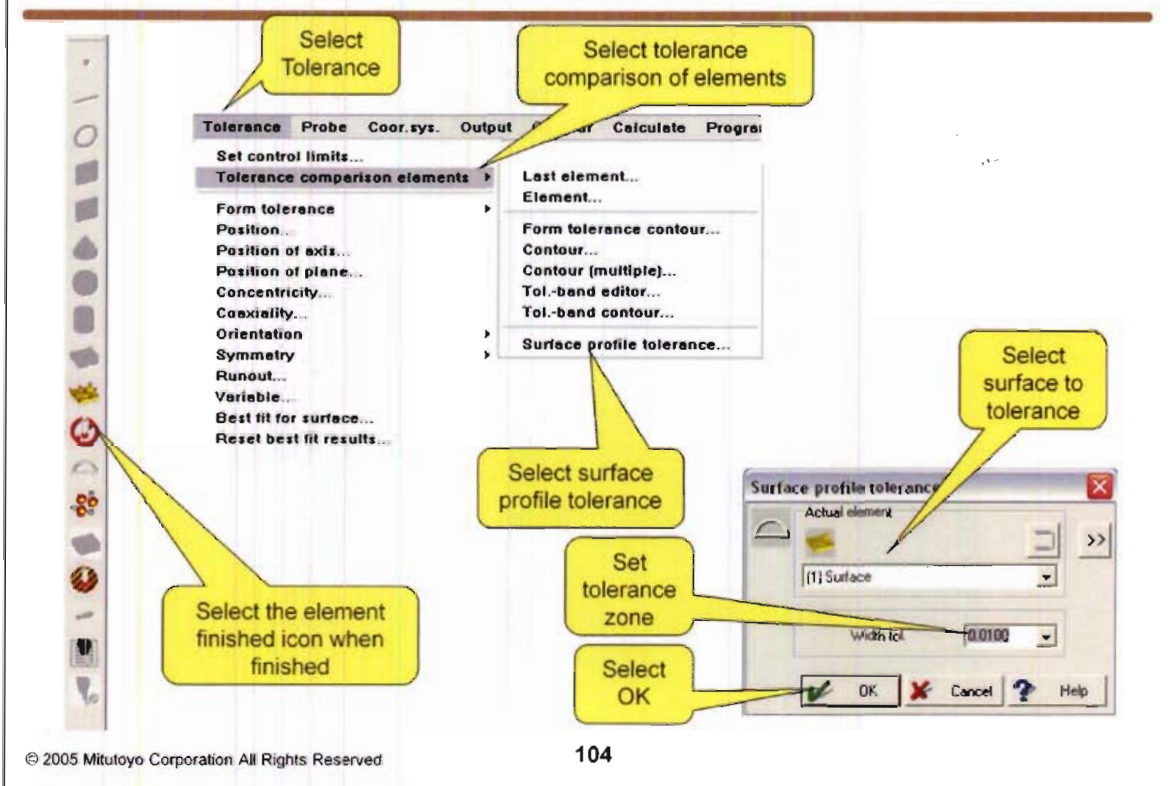 Select
Tolerance
Select tolerance
comparison of elements
Tolerance Probe Coor.sys. Output Calculate Progra
Set control limits...
Tolerance comparison elements
Last element...
Element...
Form tolerance
Position...
Position of axis...
Position of plane...
Concentricity...
Coaxiality...
Orientation
Symmetry
Runout...
Variable...
Best fit for surface...
Reset best fit results...
Form tolerance contour...
Contour...
Contour (multiple)...
Tol.-band editor...
Tol.-band contour...
Surface profile tolerance...
Select
surface to
tolerance
Select surface
profile tolerance
Surface profile tolerance
Actual element
>>
(1) Surface
Set
tolerance
zone
Width tol. 0.0100
Select the element
finished icon when
finished
Select
OK
OK Cancel ? Help
© 2005 Mitutoyo Corporation All Rights Reserved
104